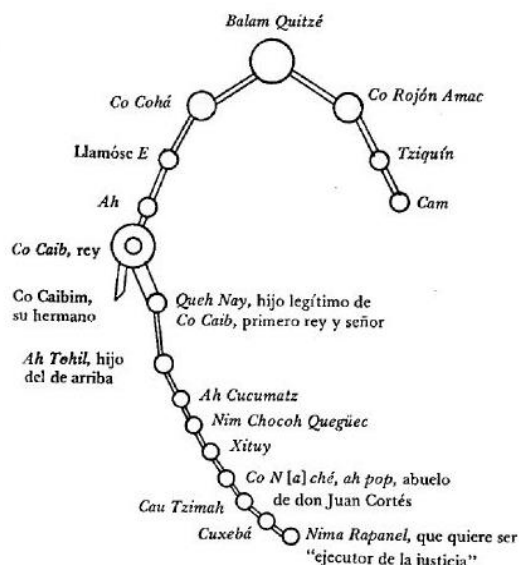 Balam Quitzé
Co Cohá
Co Rojón Amac
Llamóse E
Tziquín
Ah
Cam
Co Caib, rey
Co Caibim,
su hermano
Queh Nay, hijo legítimo de
Co Caib, primero rey y señor
Ah Tohil, hijo
del de arriba
Ah Cucumatz
Nim Chocoh Quegüec
Xituy
Co N [a] ché, ah pop, abuelo
de don Juan Cortés
Cau Tzimah
Cuxebá
Nima Rapanel, que quiere ser
"ejecutor de la justicia"